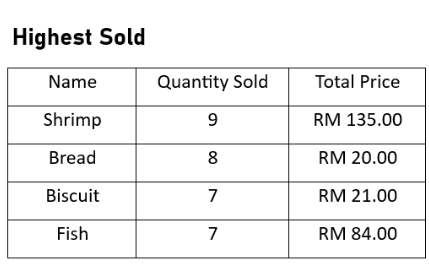 Highest Sold
Name Quantity Sold Total Price
Shrimp 9 RM 135.00
Bread 8 RM 20.00
Biscuit 7 RM 21.00
Fish 7 RM 84.00